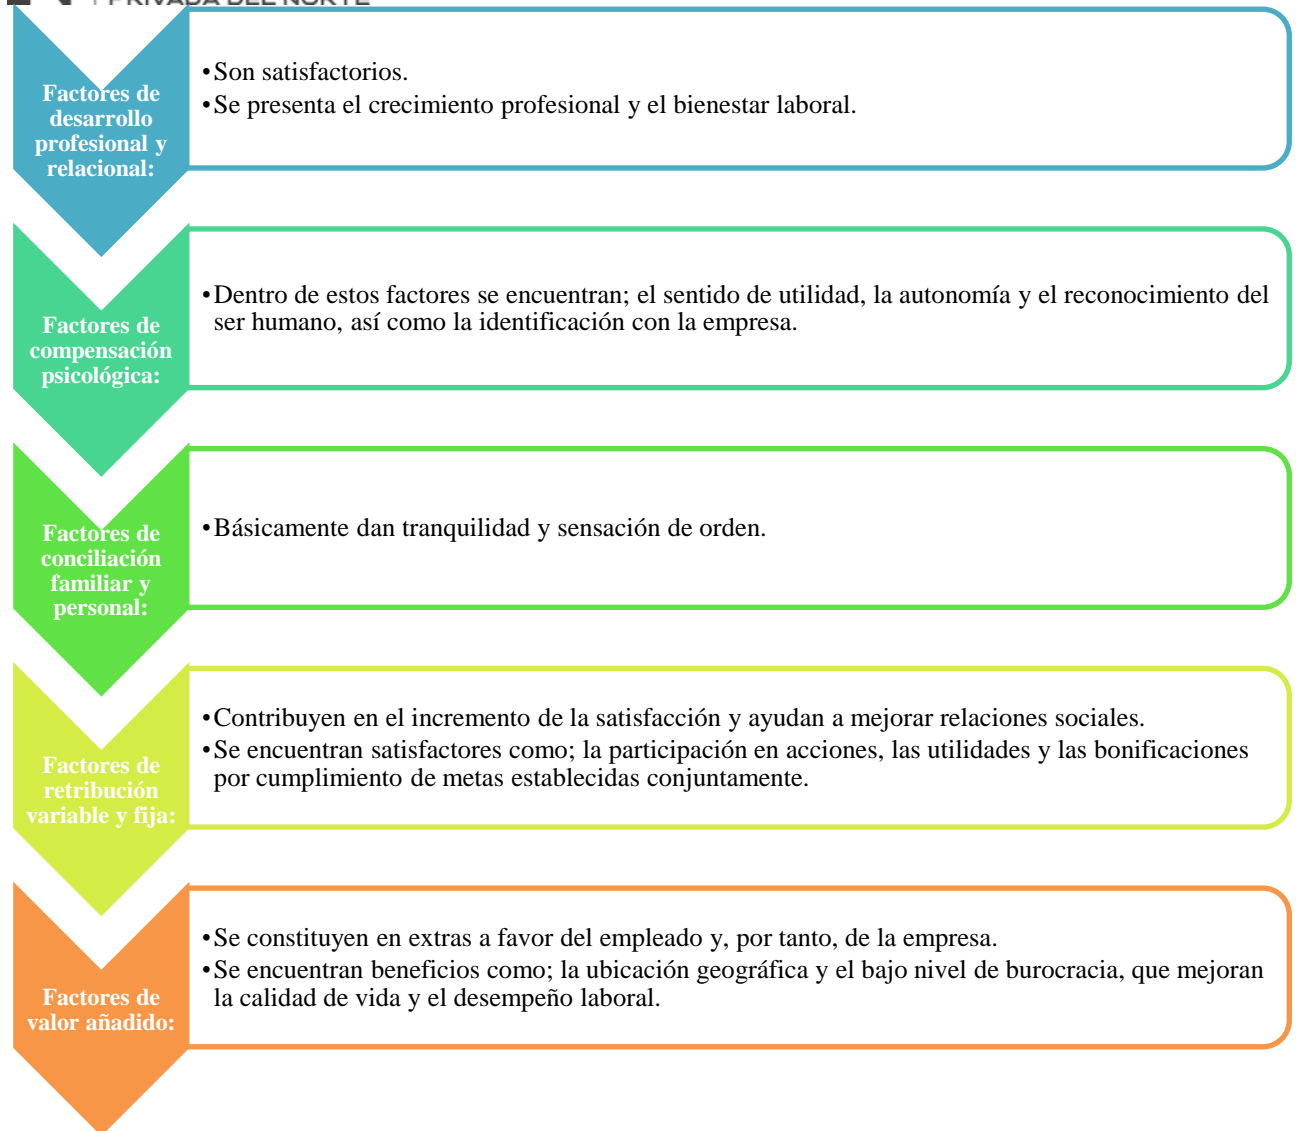 PRIVADA DEL NORTE
Factores de
desarrollo
profesional y
relacional:
•Son satisfactorios.
•Se presenta el crecimiento profesional y el bienestar laboral.
Factores de
compensación
psicológica:
•Dentro de estos factores se encuentran; el sentido de utilidad, la autonomía y el reconocimiento del
ser humano, así como la identificación con la empresa.
Factores de
conciliación
familiar y
personal:
•Básicamente dan tranquilidad y sensación de orden.
Factores de
retribución
variable y fija:
•Contribuyen en el incremento de la satisfacción y ayudan a mejorar relaciones sociales.
•Se encuentran satisfactores como; la participación en acciones, las utilidades y las bonificaciones
por cumplimiento de metas establecidas conjuntamente.
Factores de
valor añadido:
•Se constituyen en extras a favor del empleado y, por tanto, de la empresa.
•Se encuentran beneficios como; la ubicación geográfica y el bajo nivel de burocracia, que mejoran
la calidad de vida y el desempeño laboral.